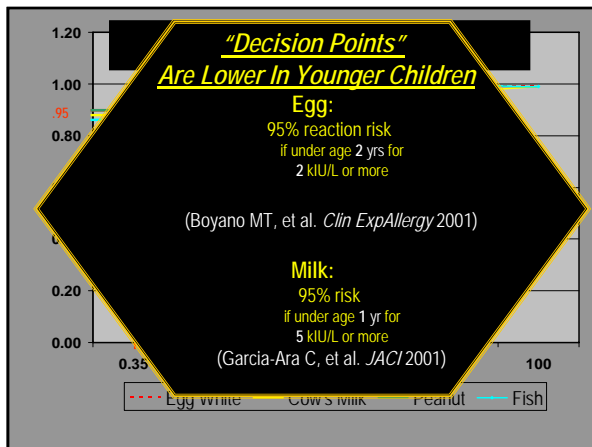 1.20
1.00
.95
0.80
0.20
0.00
0.35
100
“Decision Points”
Are Lower In Younger Children
Egg:
95% reaction risk
if under age 2 yrs for
2 kIU/L or more
(Boyano MT, et al. Clin ExpAllergy 2001)
Milk:
95% risk
if under age 1 yr for
5 kIU/L or more
(Garcia-Ara C, et al. JACI 2001)
Egg White Cow's Milk Peanut Fish